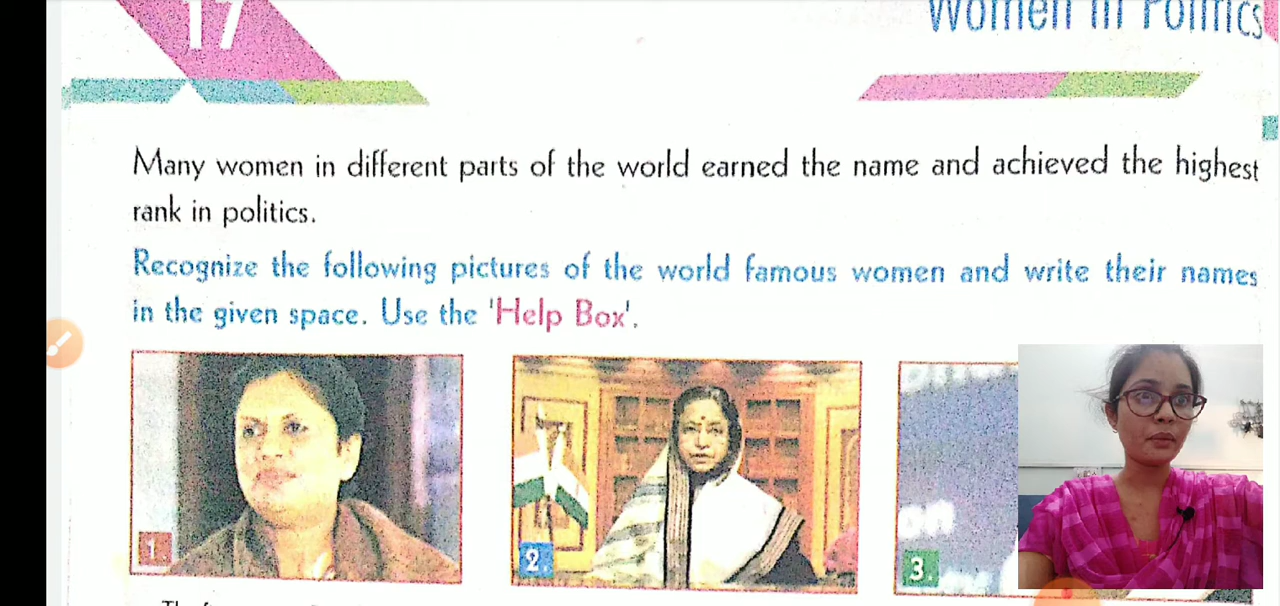 17
Women in Politics
Many women in different parts of the world earned the name and achieved the highest
rank in politics.
Recognize the following pictures of the world famous women and write their names
in the given space. Use the 'Help Box'.
1.
2.
on
3.